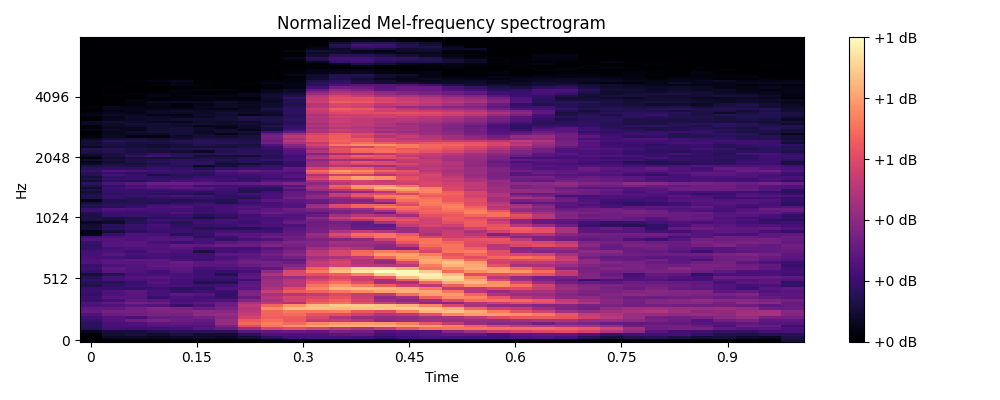 Normalized Mel-frequency spectrogram
Hz
4096
2048
1024
512
0
0 0.15 0.3 0.45 0.6 0.75 0.9
Time
+1 dB
+1 dB
+1 dB
+0 dB
+0 dB
+0 dB